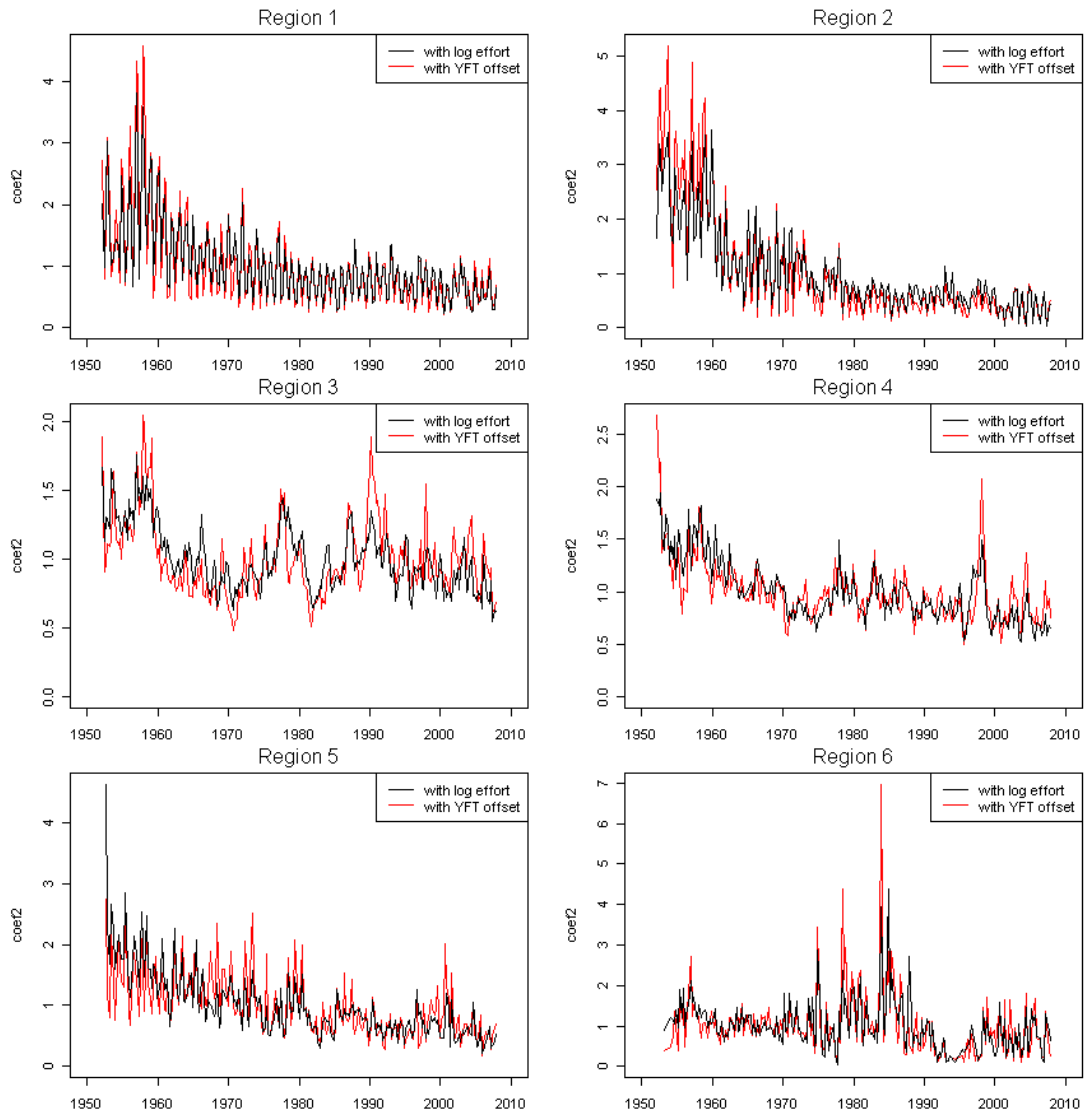 Region 1
with log effort
with YFT offset
coef2
4
3
2
1
0
1950 1960 1970 1980 1990 2000 2010
Region 2
with log effort
with YFT offset
coef2
5
4
3
2
1
0
1950 1960 1970 1980 1990 2000 2010
Region 3
with log effort
with YFT offset
coef2
2.0
1.5
1.0
0.5
0.0
1950 1960 1970 1980 1990 2000 2010
Region 4
with log effort
with YFT offset
coef2
2.5
2.0
1.5
1.0
0.5
0.0
1950 1960 1970 1980 1990 2000 2010
Region 5
with log effort
with YFT offset
coef2
4
3
2
1
0
1950 1960 1970 1980 1990 2000 2010
Region 6
with log effort
with YFT offset
coef2
7
6
5
4
3
2
1
0
1950 1960 1970 1980 1990 2000 2010